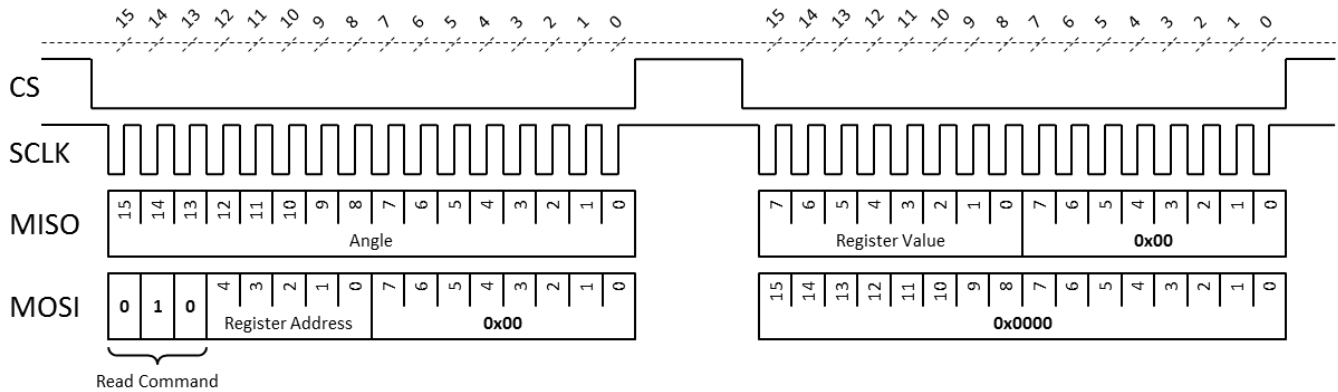 15 14 13 12 11 10 9 8 7 6 5 4 3 2 1 0 15 14 13 12 11 10 9 8 7 6 5 4 3 2 1 0
CS
SCLK
MISO 15 14 13 12 11 10 9 8 7 6 5 4 3 2 1 0 7 6 5 4 3 2 1 0 7 6 5 4 3 2 1 0
Angle Register Value 0x00
MOSI 0 1 0 4 3 2 1 0 7 6 5 4 3 2 1 0 15 14 13 12 11 10 9 8 7 6 5 4 3 2 1 0
Register Address 0x00 0x0000
Read Command